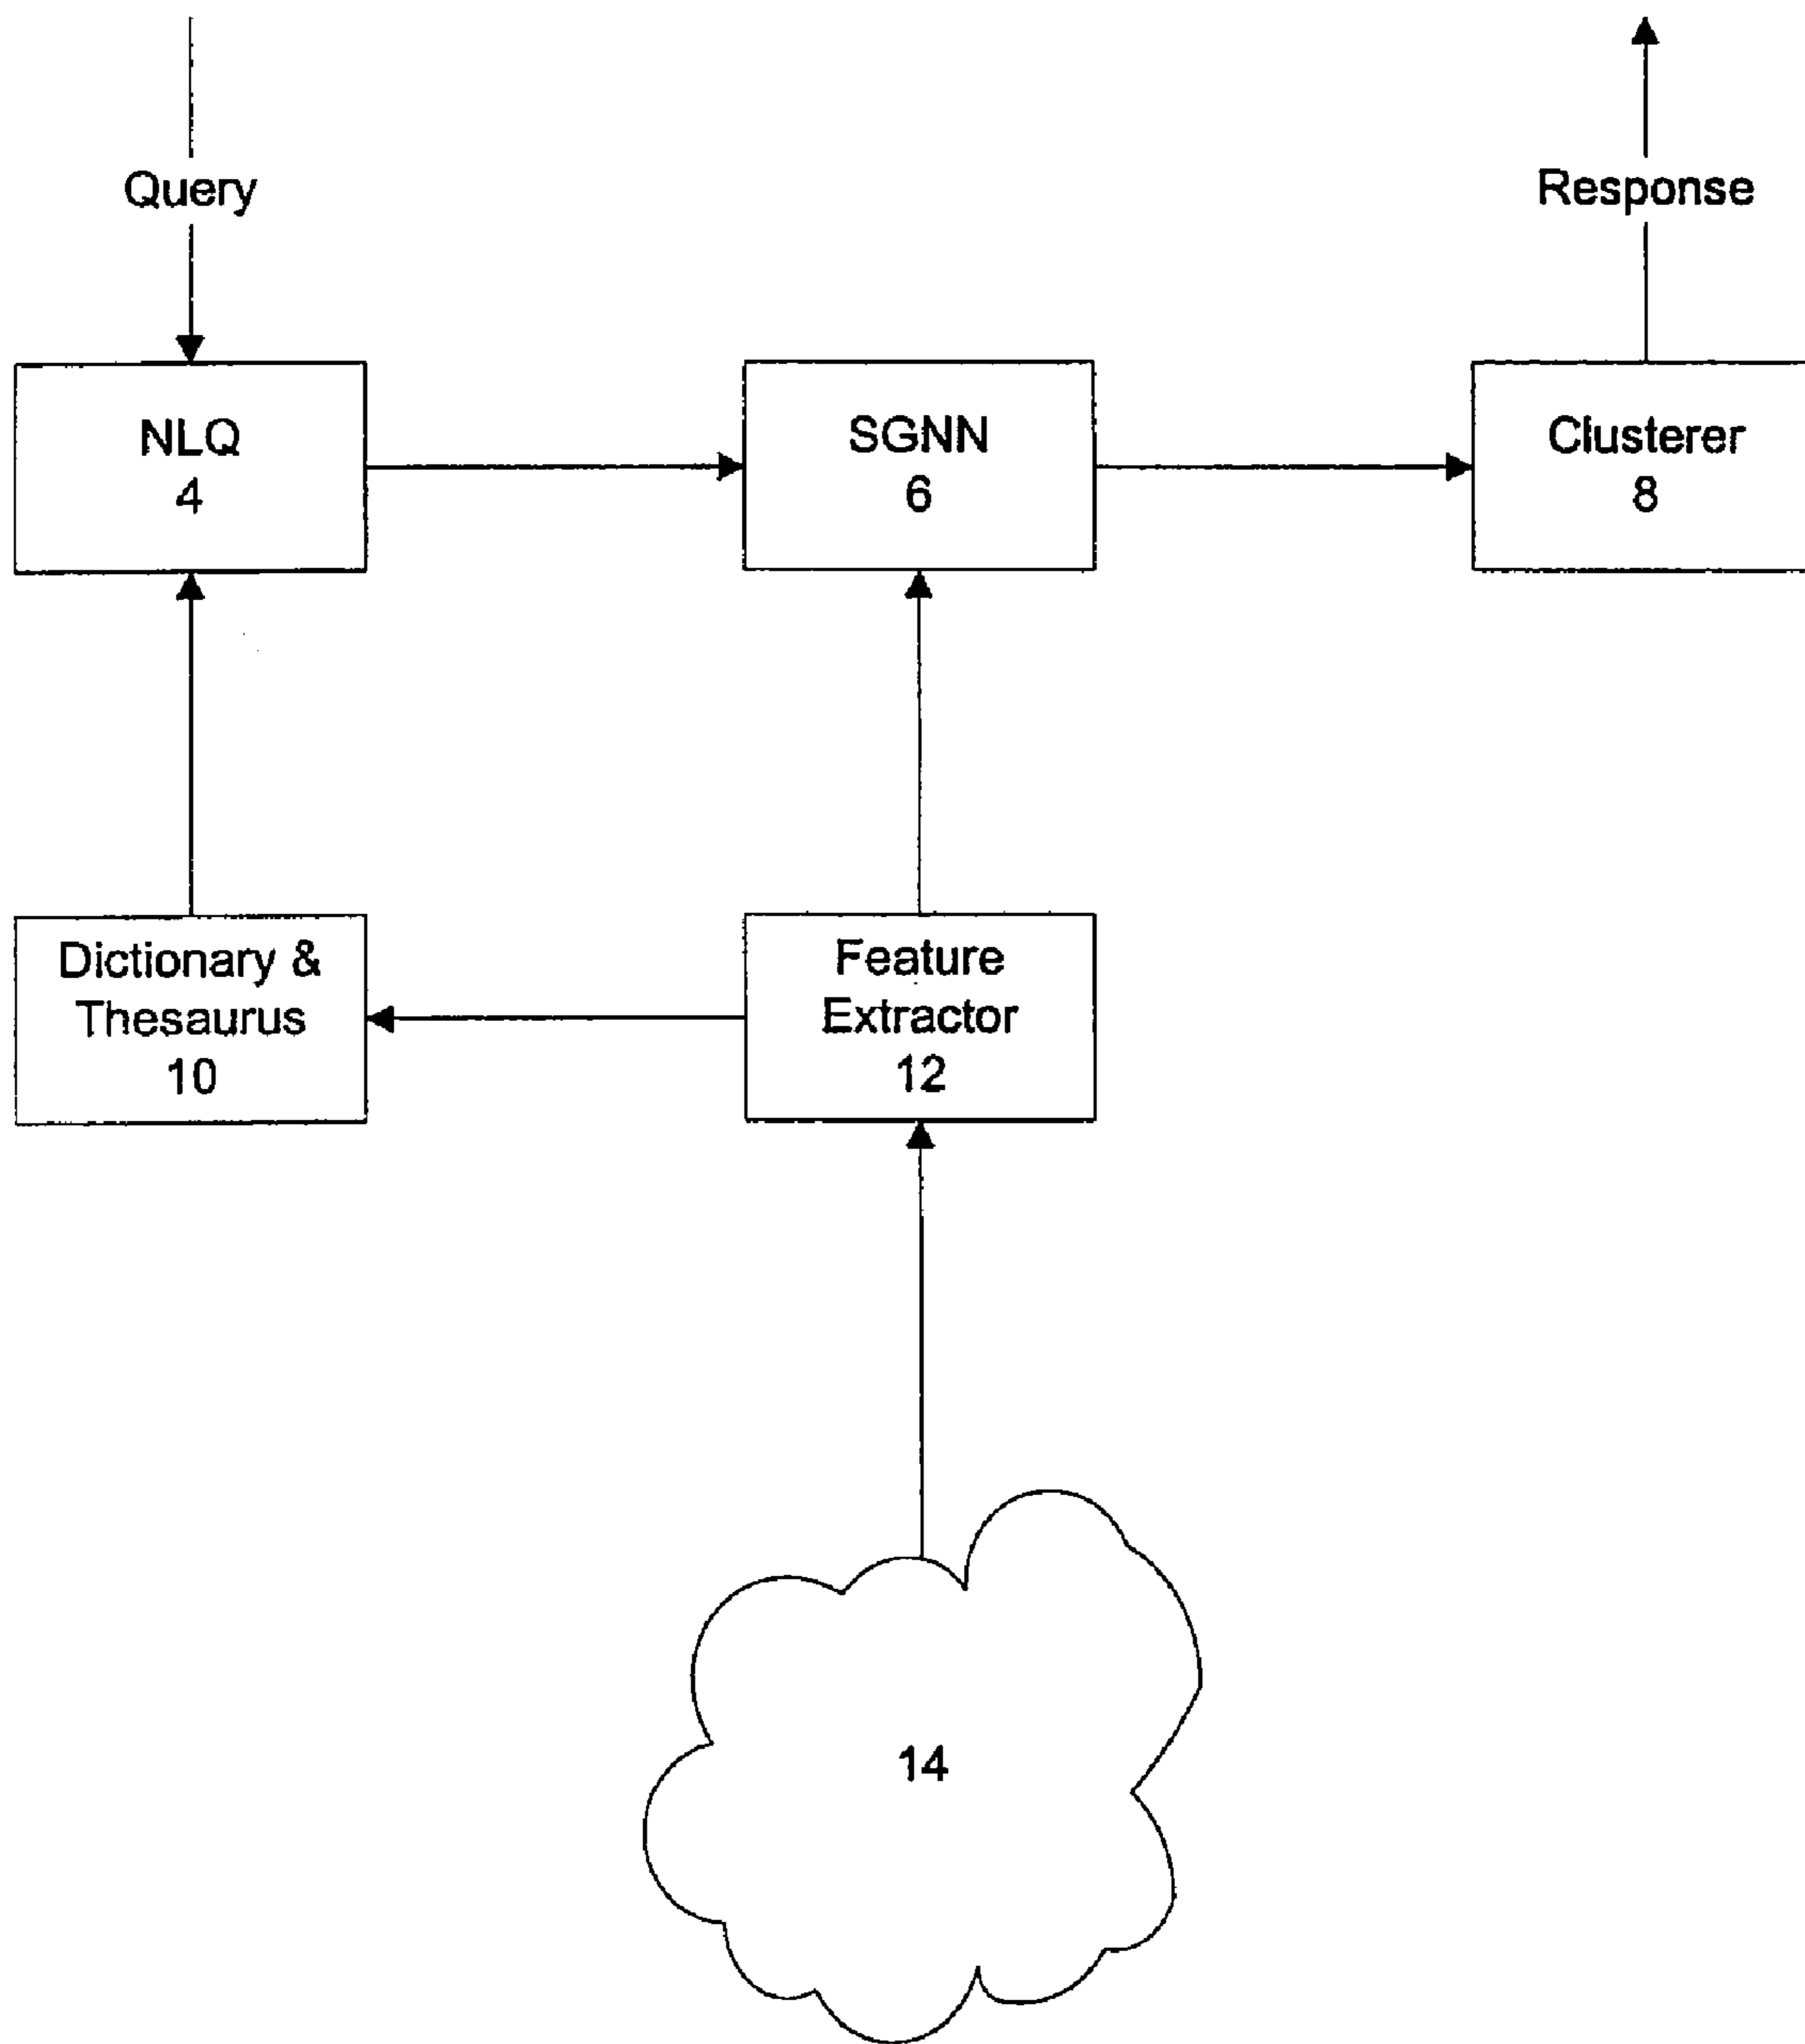 Query
Response
NLQ
4
SGNN
6
Clusterer
8
Dictionary &
Thesaurus
10
Feature
Extractor
12
14